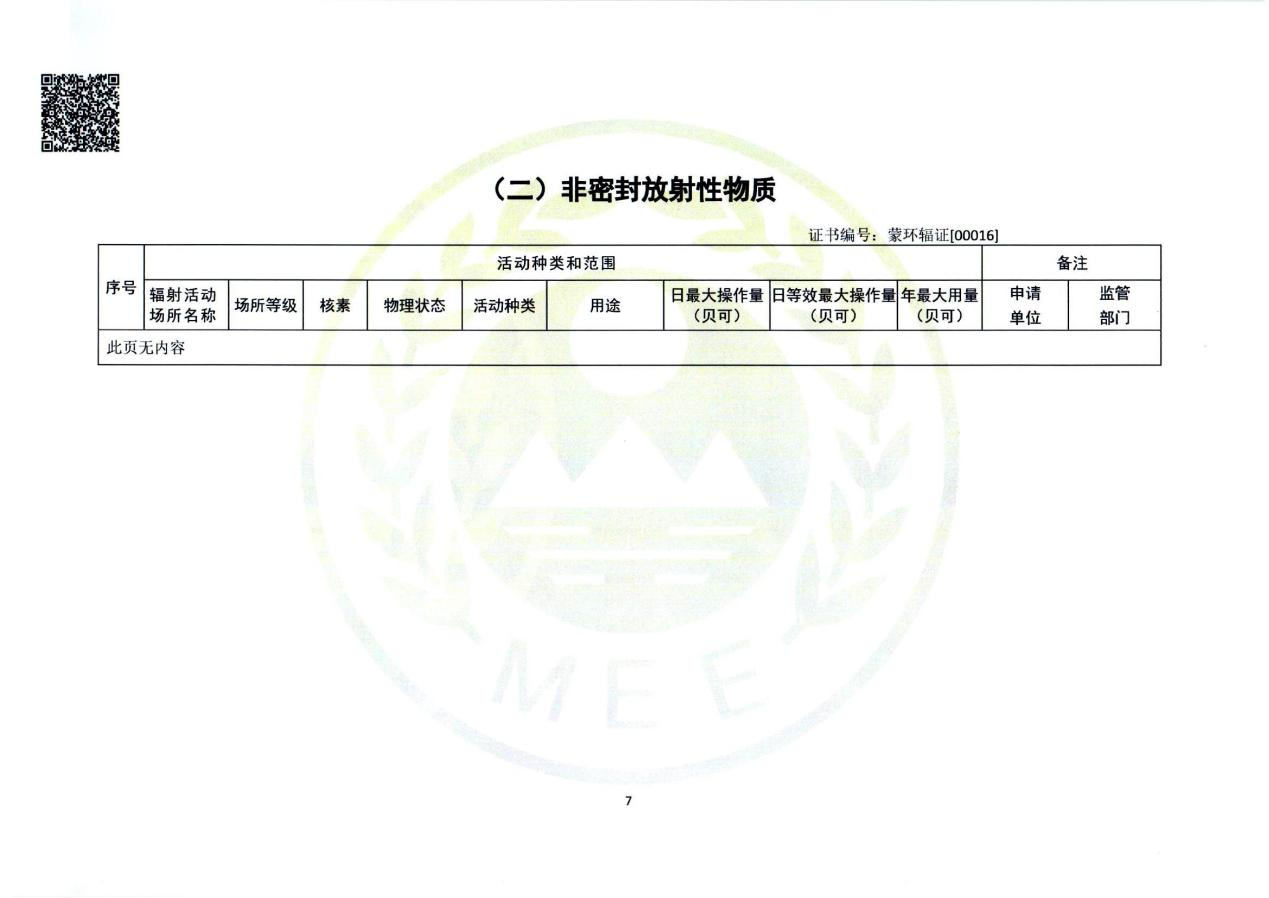 （二）非密封放射性物质
证书编号：蒙环辐证[00016]
序号
活动种类和范围
备注
辐射活动
场所名称
场所等级
核素
物理状态
活动种类
用途
日最大操作量
（贝可）
日等效最大操作量
（贝可）
年最大用量
（贝可）
申请
单位
监管
部门
此页无内容
MEE
7